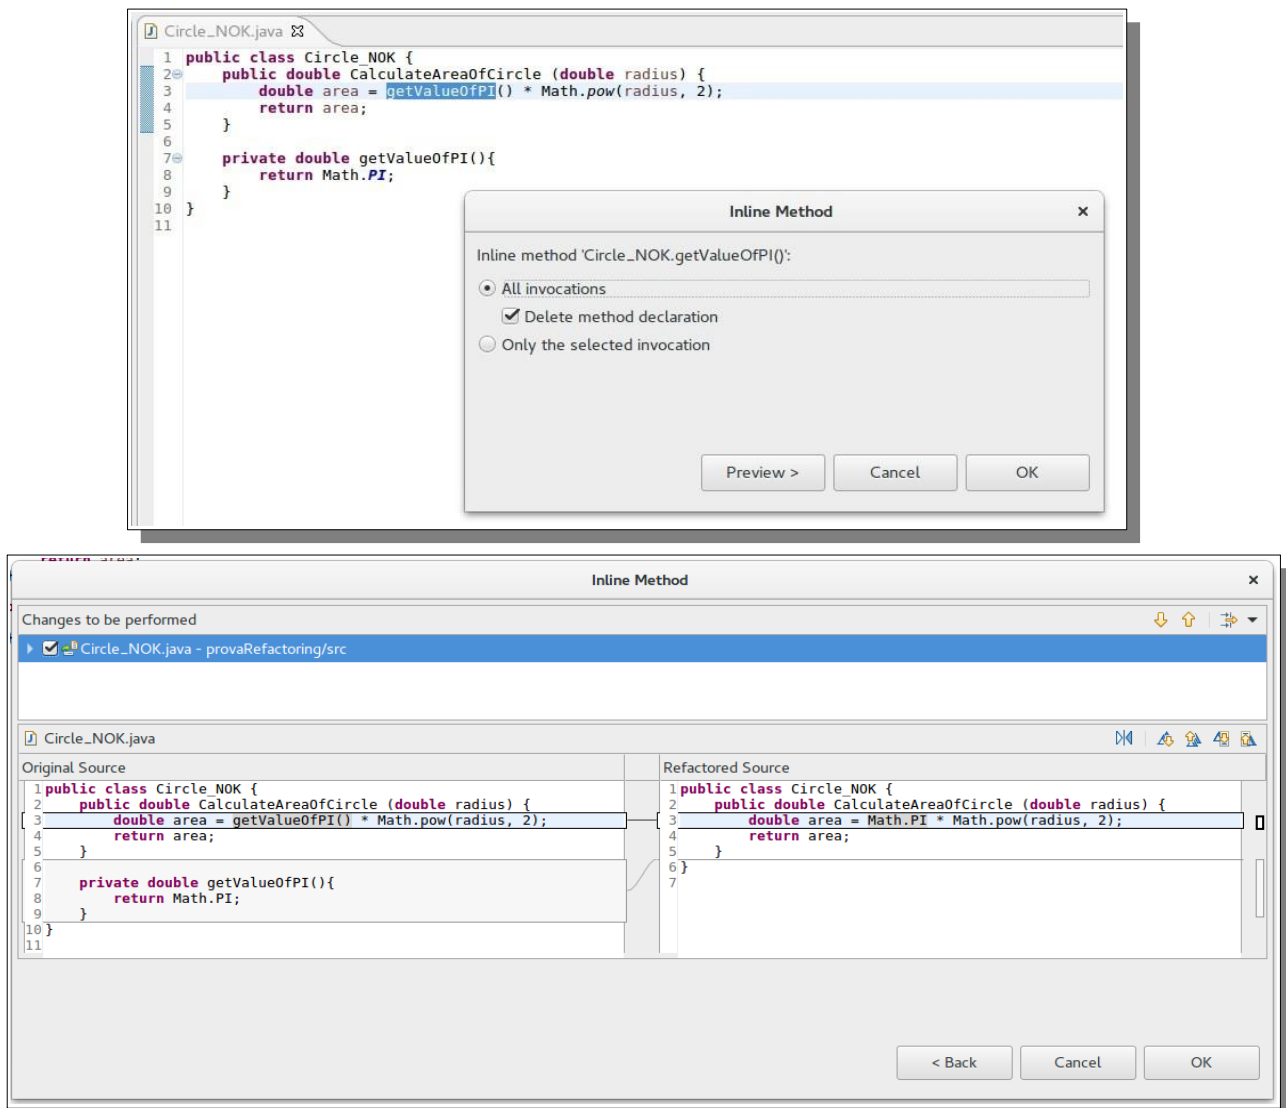 Circle_NOK.java
1 public class Circle_NOK {
2 public double CalculateAreaOfCircle (double radius) {
3 double area = getValueOfPI() * Math.pow(radius, 2);
4 return area;
5 }
6
7 private double getValueOfPI(){
8 return Math.PI;
9 }
10 }
11
Inline Method
Inline method 'Circle_NOK.getValueOfPI()':
All invocations
Delete method declaration
Only the selected invocation
Preview > Cancel OK
return area;
Inline Method
Changes to be performed
Circle_NOK.java - provaRefactoring/src
Circle_NOK.java
Original Source
1 public class Circle_NOK {
2 public double CalculateAreaOfCircle (double radius) {
3 double area = getValueOfPI() * Math.pow(radius, 2);
4 return area;
5 }
6
7 private double getValueOfPI(){
8 return Math.PI;
9 }
10 }
11
Refactored Source
1 public class Circle_NOK {
2 public double CalculateAreaOfCircle (double radius) {
3 double area = Math.PI * Math.pow(radius, 2);
4 return area;
5 }
6 }
7
< Back Cancel OK